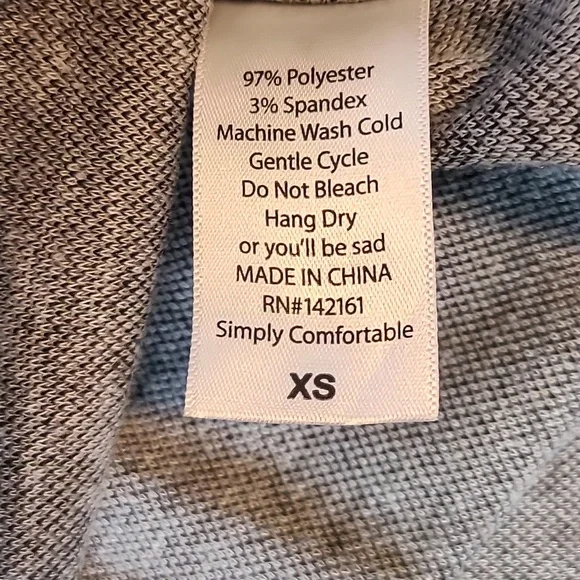 97% Polyester
3% Spandex
Machine Wash Cold
Gentle Cycle
Do Not Bleach
Hang Dry
or you'll be sad
MADE IN CHINA
RN#142161
Simply Comfortable
XS